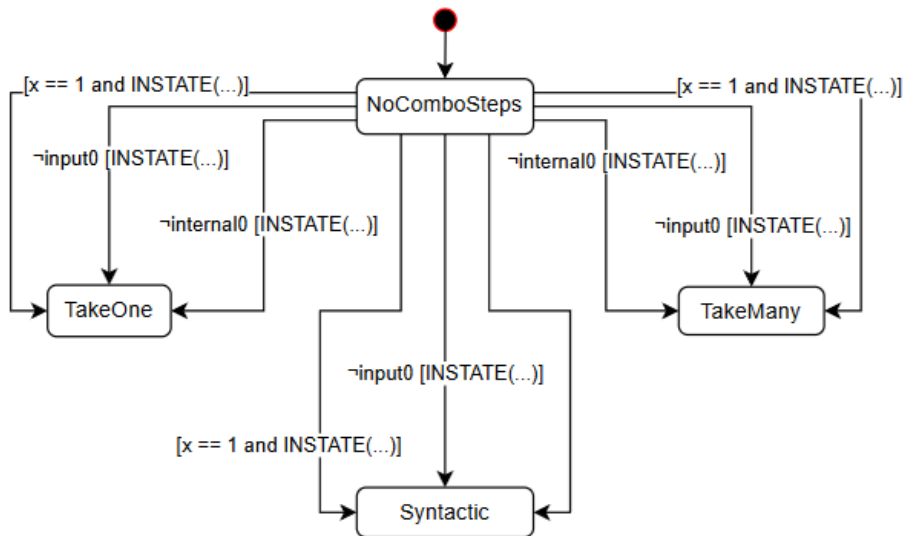 [x == 1 and INSTATE(...)]
[x == 1 and INSTATE(...)]
NoComboSteps
¬input0 [INSTATE(...)]
¬internal0 [INSTATE(...)]
¬internal0 [INSTATE(...)]
¬input0 [INSTATE(...)]
TakeOne
TakeMany
¬input0 [INSTATE(...)]
[x == 1 and INSTATE(...)]
Syntactic